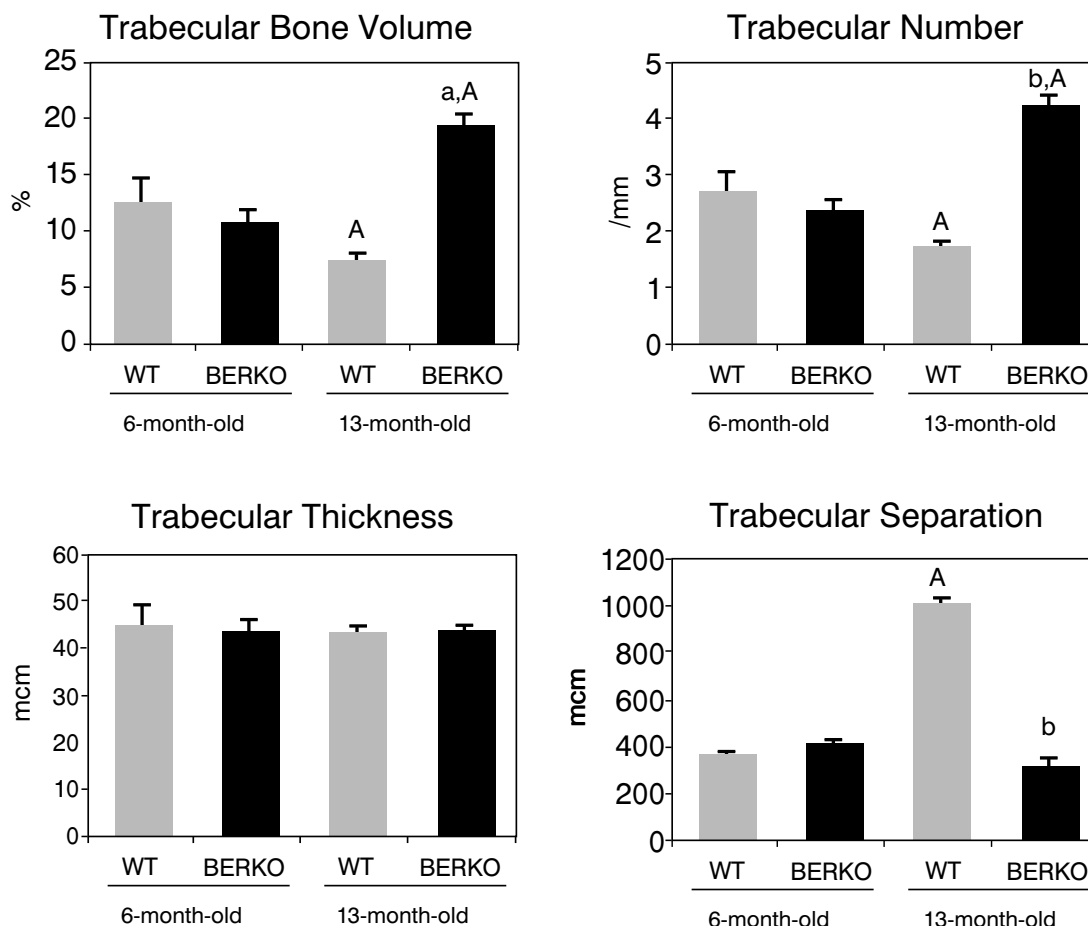 Trabecular Bone Volume
25
20
15
10
5
0
%
A
a,A
WT BERKO WT BERKO
6-month-old 13-month-old
Trabecular Number
5
4
3
2
1
0
/mm
A
b,A
WT BERKO WT BERKO
6-month-old 13-month-old
Trabecular Thickness
60
50
40
30
20
10
0
mcm
WT BERKO WT BERKO
6-month-old 13-month-old
Trabecular Separation
1200
1000
800
600
400
200
0
mcm
A
b
WT BERKO WT BERKO
6-month-old 13-month-old